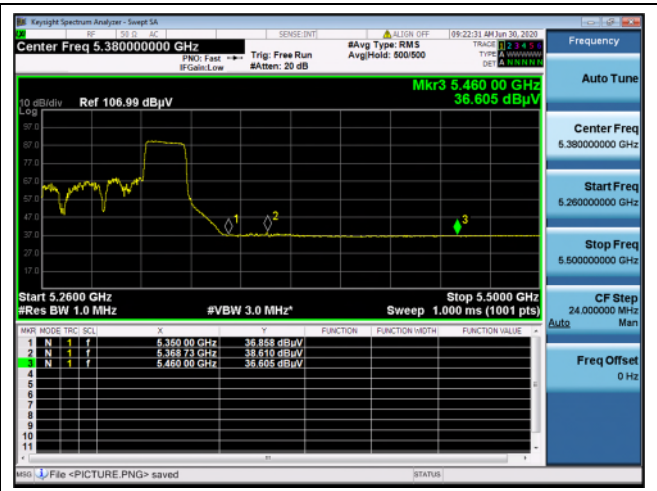 Keysight Spectrum Analyzer - Swept SA
RF 50 Ω AC SENSE:INT ALIGN OFF 09:22:31 AM Jun 30, 2020
Center Freq 5.380000000 GHz #Avg Type: RMS TRACE 1 2 3 4 5 6
PNO: Fast Trig: Free Run Avg|Hold: 500/500 TYPE A WWWWW
IFGain:Low #Atten: 20 dB DET A N N N N N
Mkr3 5.460 00 GHz
10 dB/div Ref 106.99 dBµV 36.605 dBµV
Log
97.0
87.0
77.0
67.0
57.0
47.0
37.0
27.0
17.0
1
2
3
Start 5.2600 GHz Stop 5.5000 GHz
#Res BW 1.0 MHz #VBW 3.0 MHz* Sweep 1.000 ms (1001 pts)
MKR MODE TRC SCL X Y FUNCTION FUNCTION WIDTH FUNCTION VALUE
1 N 1 f 5.350 00 GHz 36.858 dBµV
2 N 1 f 5.368 73 GHz 38.610 dBµV
3 N 1 f 5.460 00 GHz 36.605 dBµV
4
5
6
7
8
9
10
11
MSG File <PICTURE.PNG> saved STATUS
Frequency
Auto Tune
Center Freq
5.380000000 GHz
Start Freq
5.260000000 GHz
Stop Freq
5.500000000 GHz
CF Step
24.000000 MHz
Auto Man
Freq Offset
0 Hz